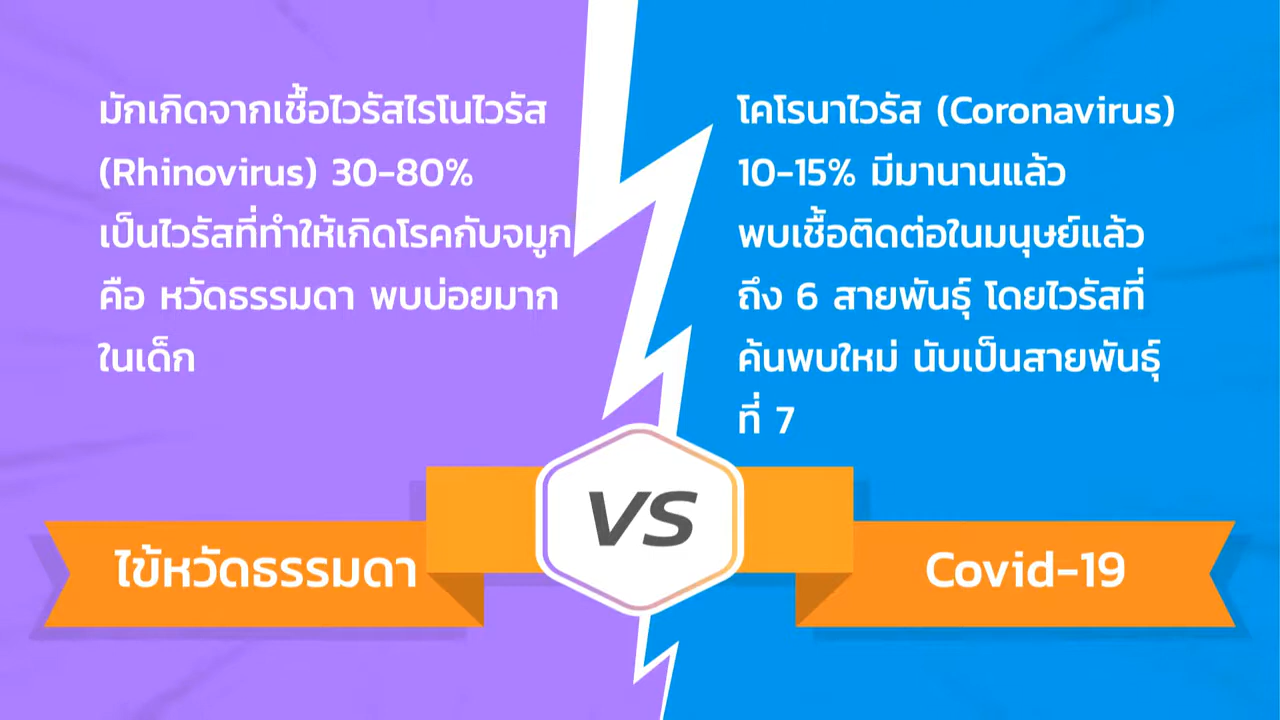 มักเกิดจากเชื้อไวรัสไรโนไวรัส
(Rhinovirus) 30-80%
เป็นไวรัสที่ทำให้เกิดโรคกับจมูก
คือ หวัดธรรมดา พบบ่อยมาก
ในเด็ก
โคโรนาไวรัส (Coronavirus)
10-15% มีมานานแล้ว
พบเชื้อติดต่อในมนุษย์แล้ว
ถึง 6 สายพันธุ์ โดยไวรัสที่
ค้นพบใหม่ นับเป็นสายพันธุ์
ที่ 7
ไข้หวัดธรรมดา
VS
Covid-19